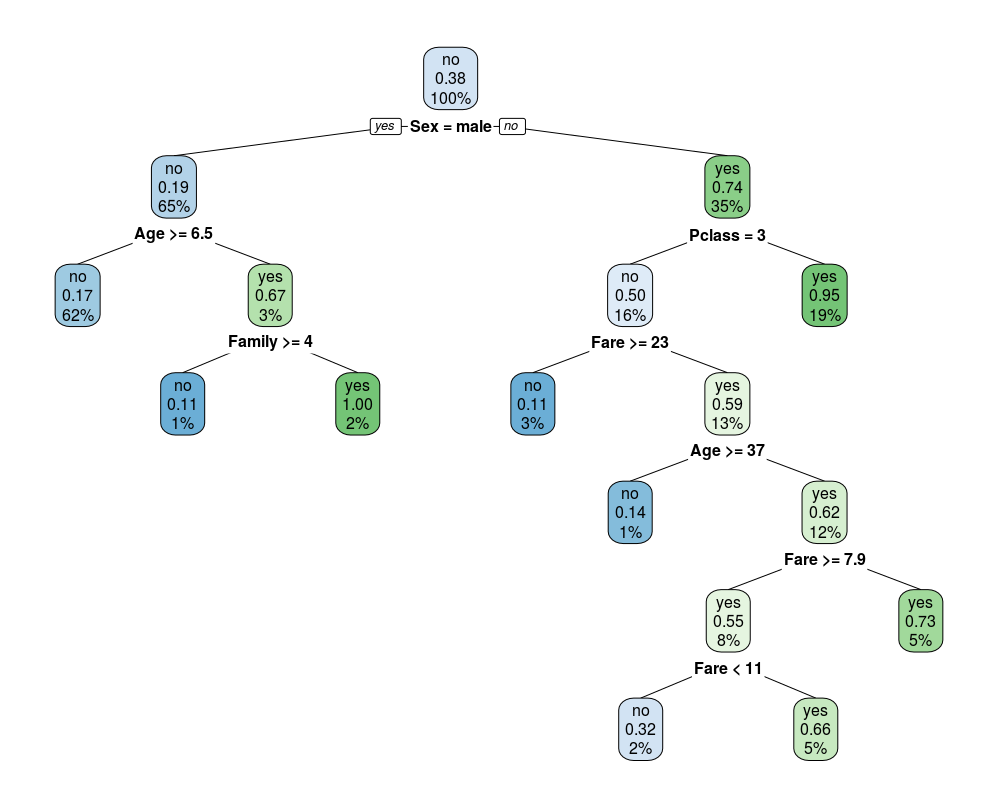 no
0.38
100%
yes Sex = male no
no
0.19
65%
yes
0.74
35%
Age >= 6.5
Pclass = 3
no
0.17
62%
yes
0.67
3%
no
0.50
16%
yes
0.95
19%
Family >= 4
Fare >= 23
no
0.11
1%
yes
1.00
2%
no
0.11
3%
yes
0.59
13%
Age >= 37
no
0.14
1%
yes
0.62
12%
Fare >= 7.9
yes
0.55
8%
yes
0.73
5%
Fare < 11
no
0.32
2%
yes
0.66
5%